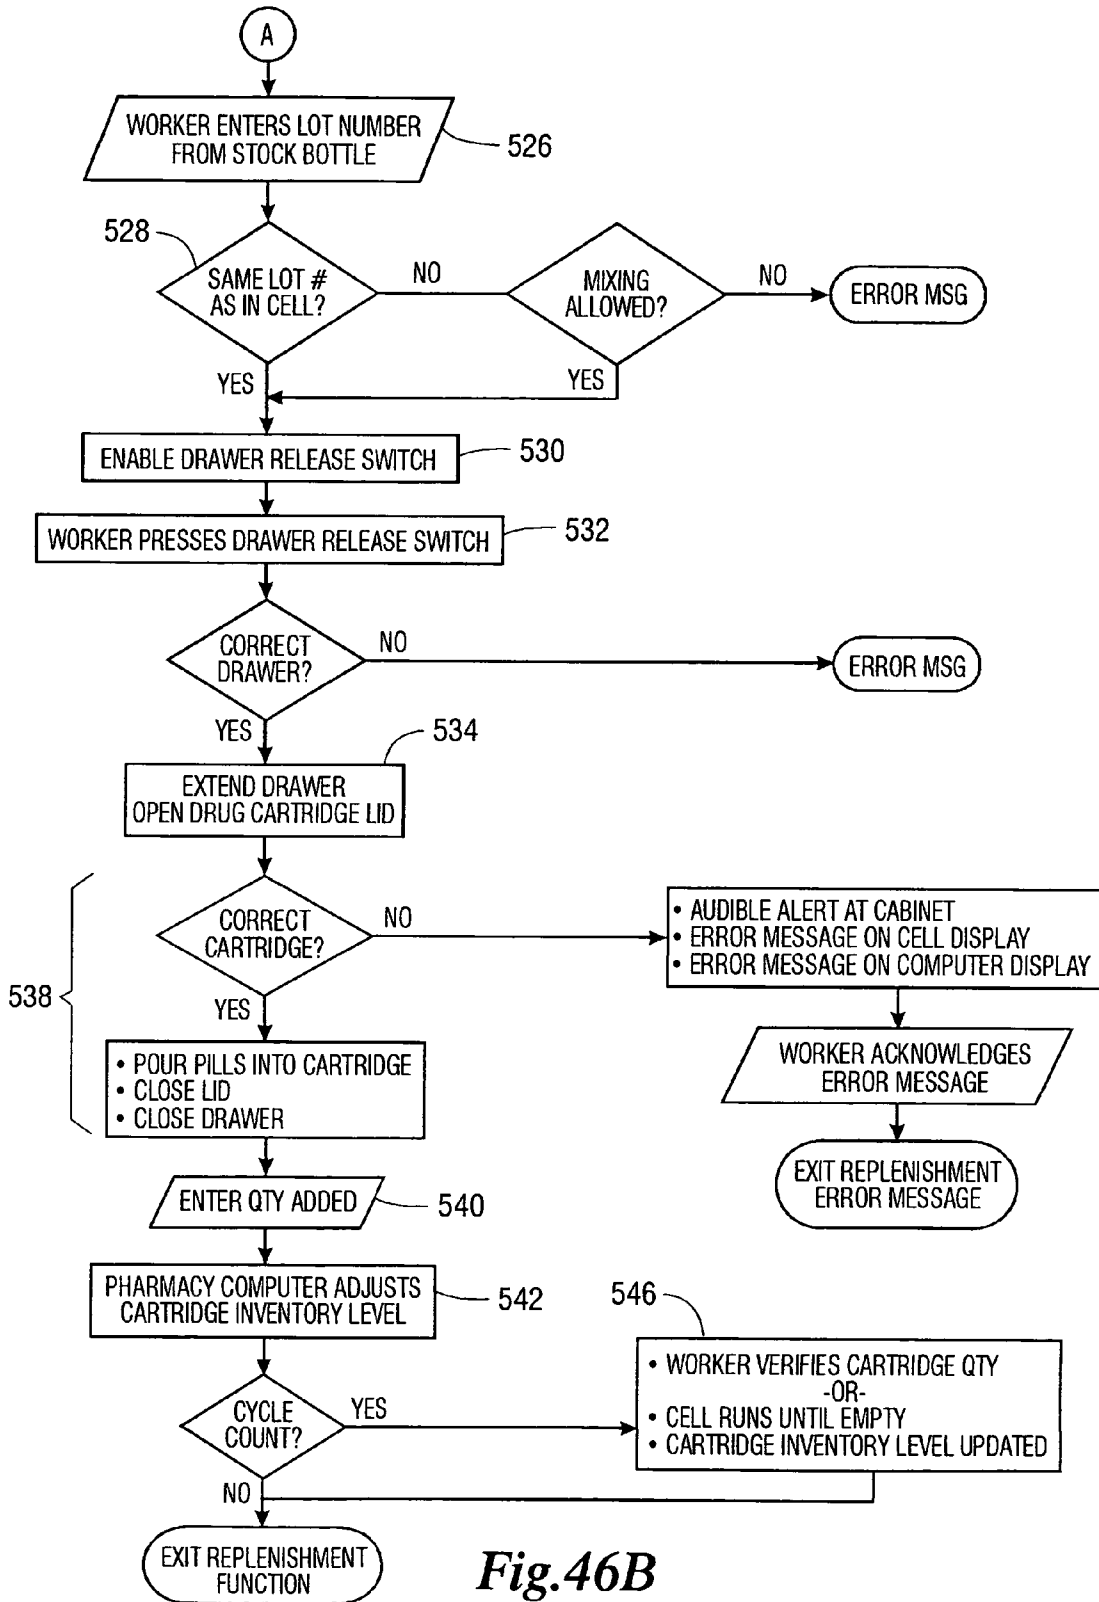 A
WORKER ENTERS LOT NUMBER
FROM STOCK BOTTLE
526
528
SAME LOT #
AS IN CELL?
NO
MIXING
ALLOWED?
NO
ERROR MSG
YES
YES
ENABLE DRAWER RELEASE SWITCH
530
WORKER PRESSES DRAWER RELEASE SWITCH
532
CORRECT
DRAWER?
NO
ERROR MSG
YES
534
EXTEND DRAWER
OPEN DRUG CARTRIDGE LID
538
CORRECT
CARTRIDGE?
NO
• AUDIBLE ALERT AT CABINET
• ERROR MESSAGE ON CELL DISPLAY
• ERROR MESSAGE ON COMPUTER DISPLAY
YES
• POUR PILLS INTO CARTRIDGE
• CLOSE LID
• CLOSE DRAWER
WORKER ACKNOWLEDGES
ERROR MESSAGE
EXIT REPLENISHMENT
ERROR MESSAGE
ENTER QTY ADDED
540
PHARMACY COMPUTER ADJUSTS
CARTRIDGE INVENTORY LEVEL
542
546
CYCLE
COUNT?
YES
• WORKER VERIFIES CARTRIDGE QTY
-OR-
• CELL RUNS UNTIL EMPTY
• CARTRIDGE INVENTORY LEVEL UPDATED
NO
EXIT REPLENISHMENT
FUNCTION
Fig.46B